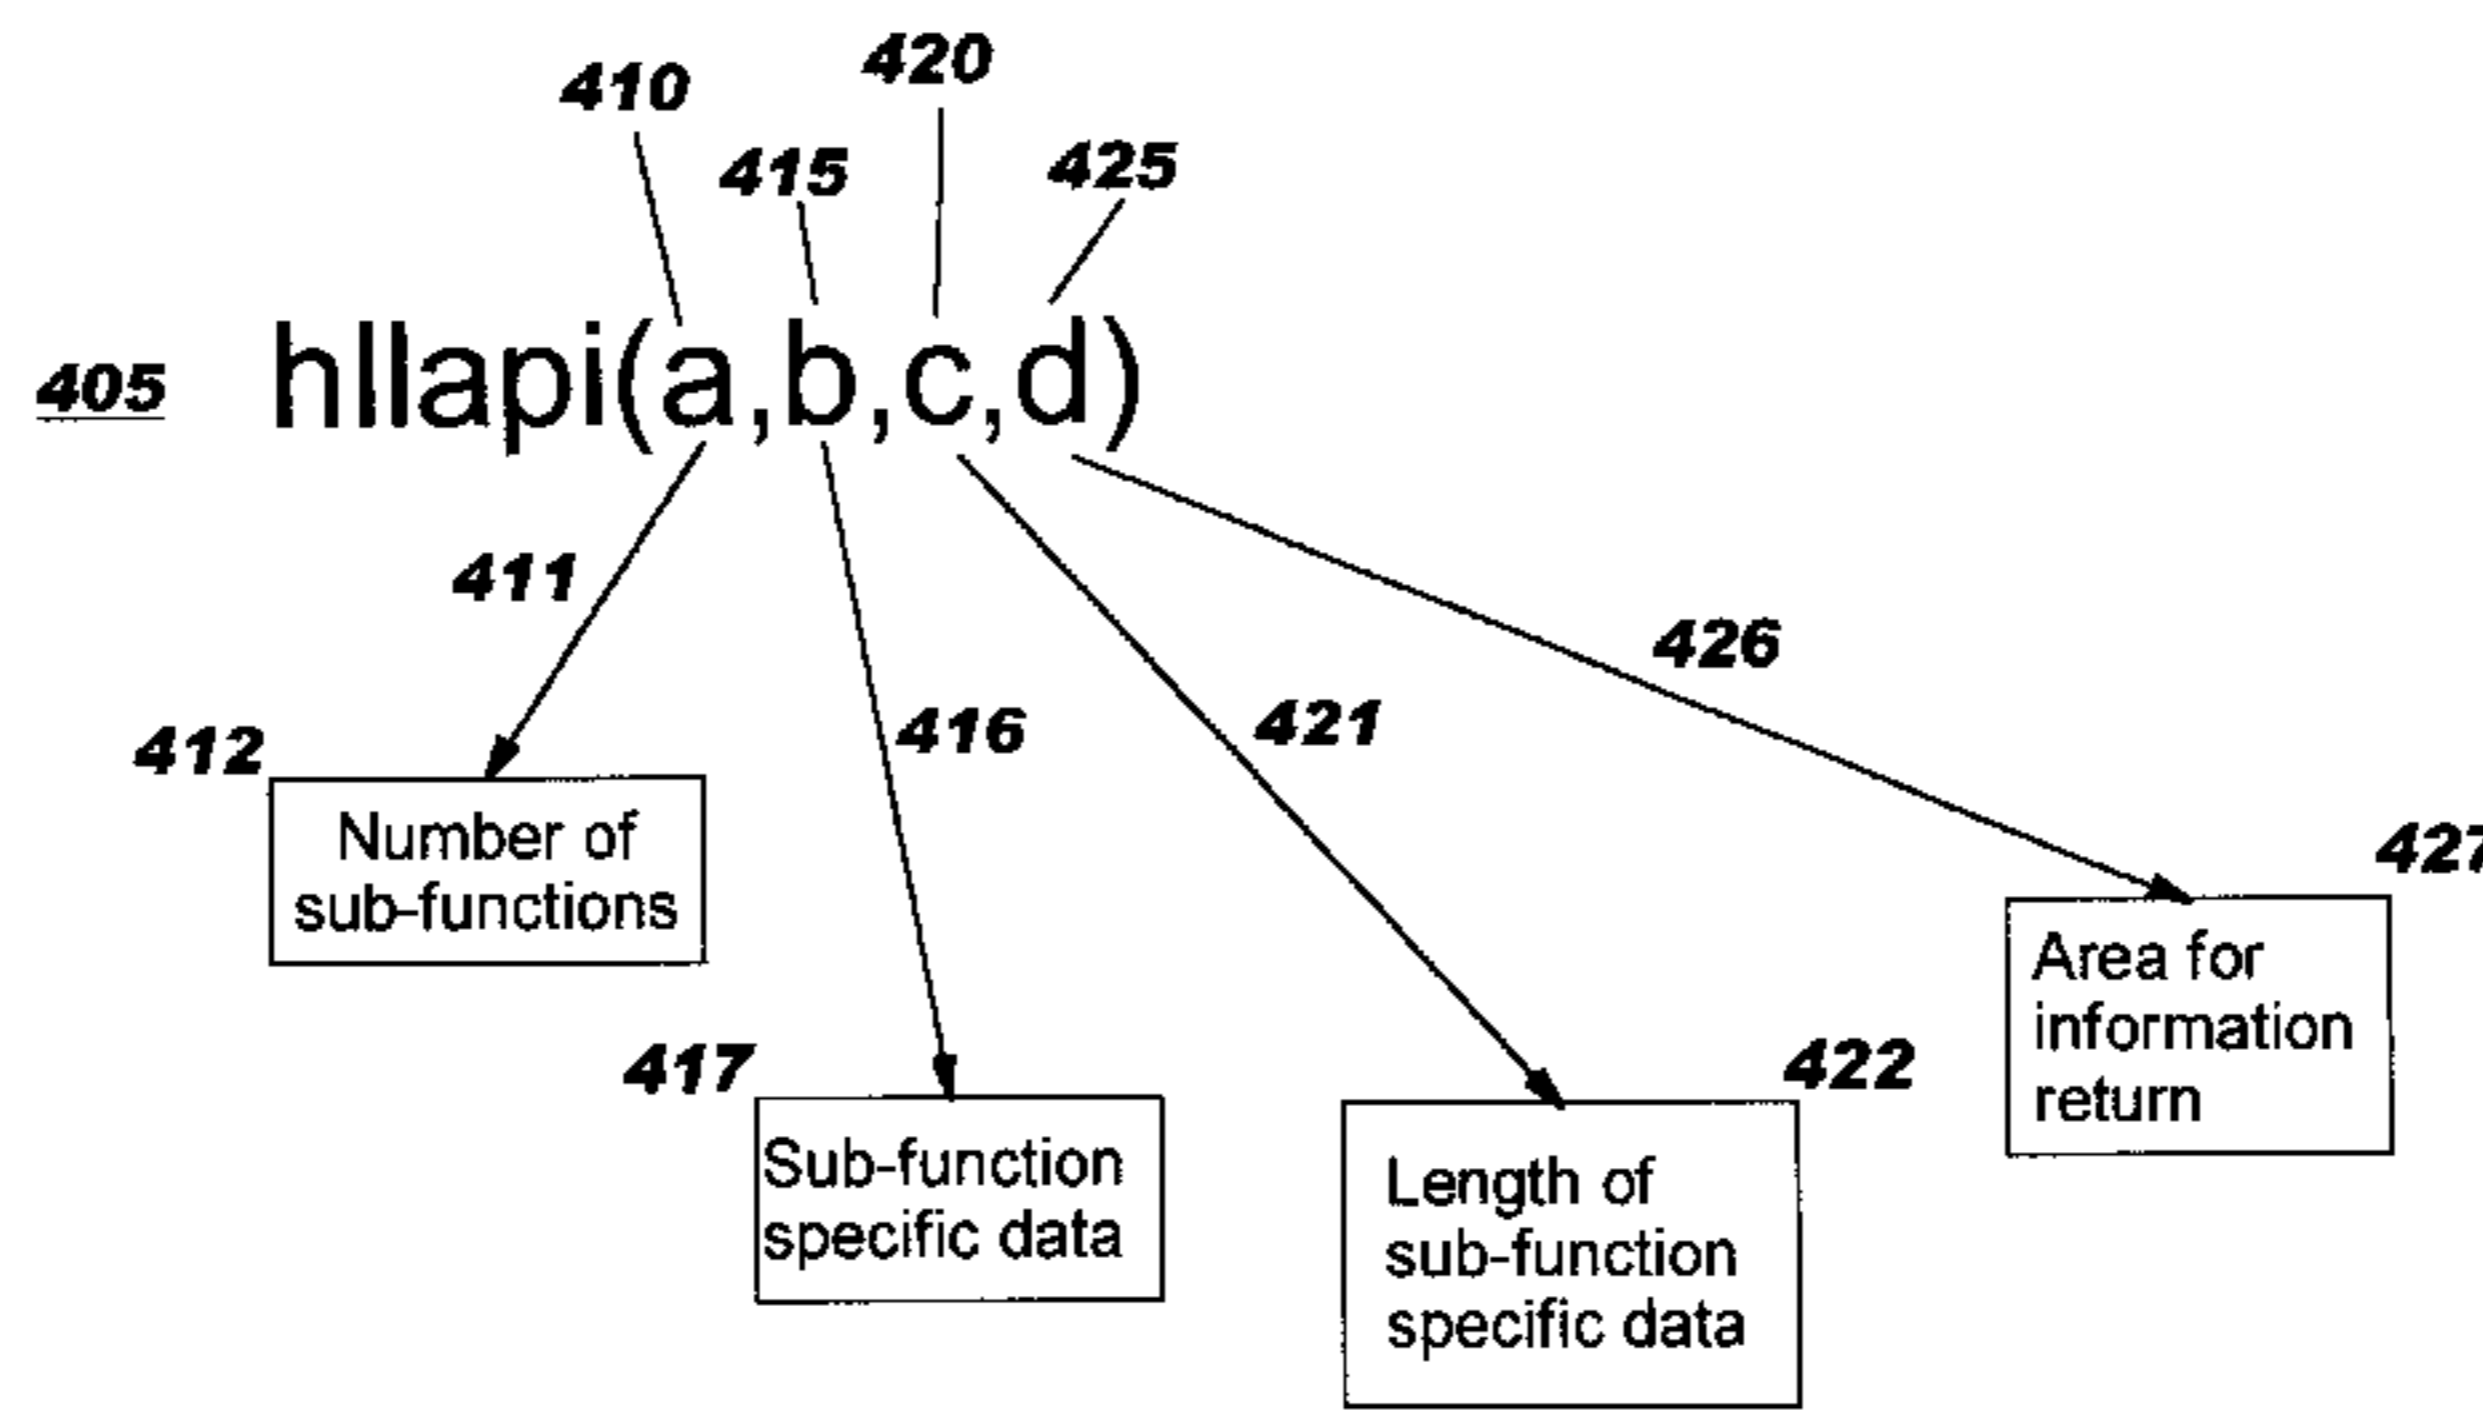 410
420
415
425
405 hllapi(a,b,c,d)
411
426
416
421
412
Number of
sub-functions
427
Area for
information
return
417
Sub-function
specific data
422
Length of
sub-function
specific data